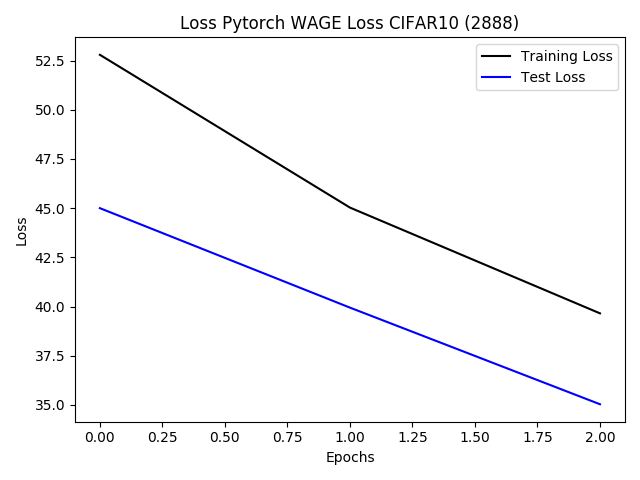 Loss Pytorch WAGE Loss CIFAR10 (2888)
Training Loss
Test Loss
52.5
50.0
47.5
45.0
42.5
40.0
37.5
35.0
Loss
0.00 0.25 0.50 0.75 1.00 1.25 1.50 1.75 2.00
Epochs